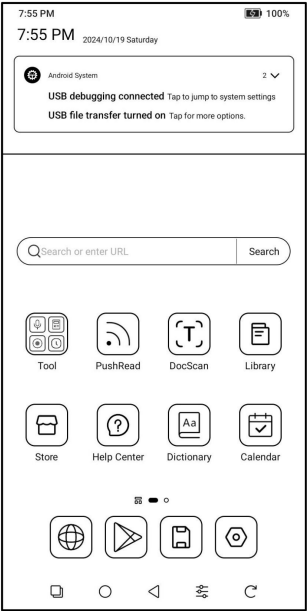 7:55 PM 100%
7:55 PM 2024/10/19 Saturday
Android System 2
USB debugging connected Tap to jump to system settings
USB file transfer turned on Tap for more options.
Search or enter URL Search
T
Tool PushRead DocScan Library
Aa
Store Help Center Dictionary Calendar